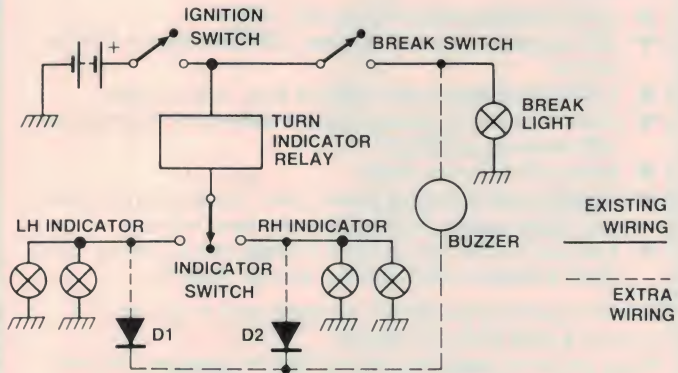 IGNITION
SWITCH
+
BREAK SWITCH
BREAK
LIGHT
TURN
INDICATOR
RELAY
LH INDICATOR
RH INDICATOR
INDICATOR
SWITCH
BUZZER
EXISTING
WIRING
EXTRA
WIRING
D1
D2